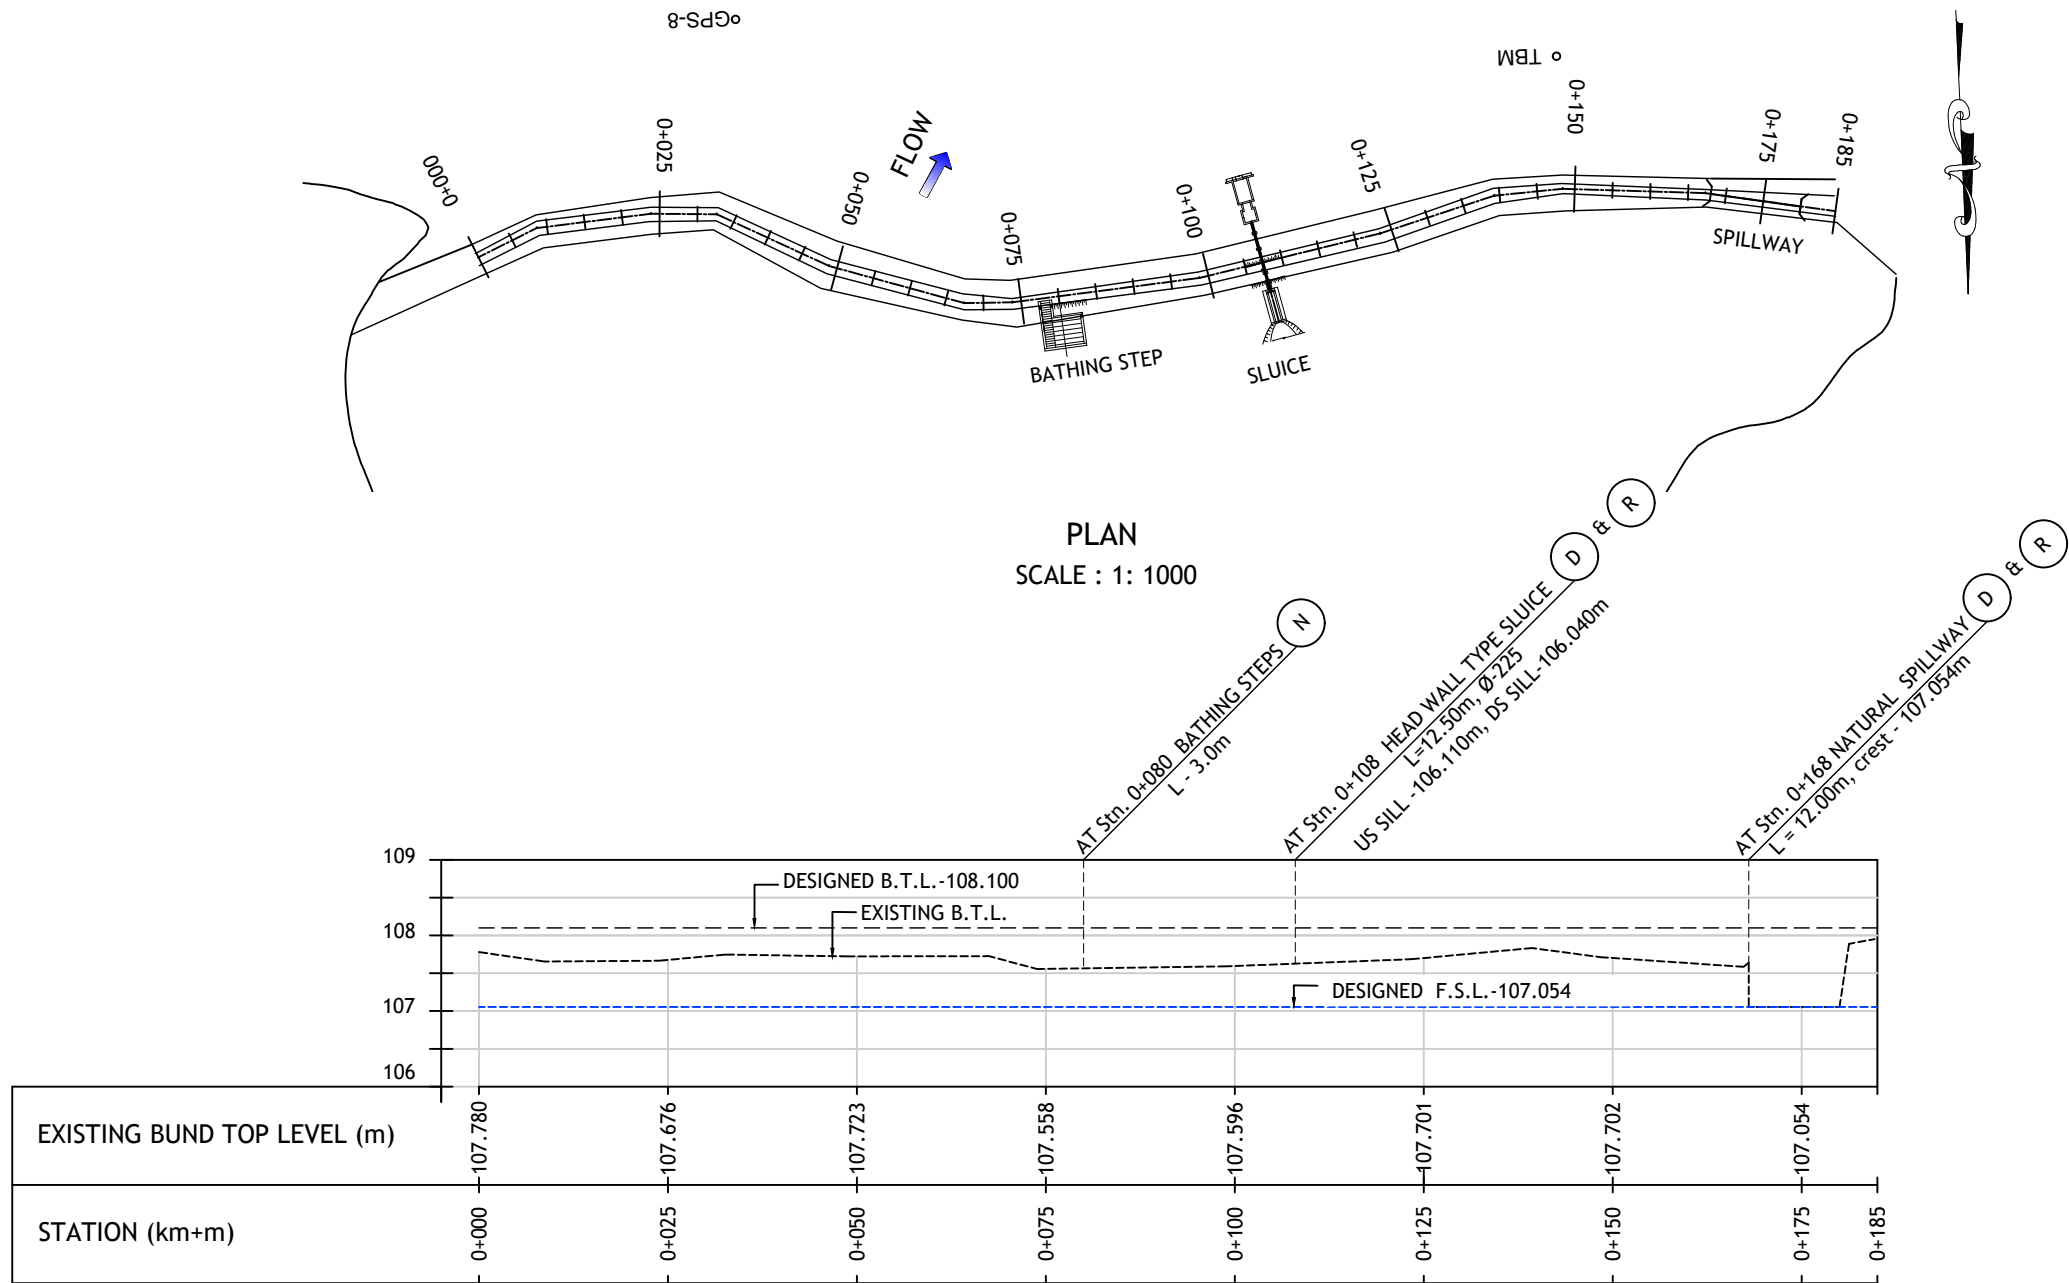 GPS-8
TBM
0+000
0+025
0+050
FLOW
0+075
0+100
0+125
0+150
0+175
0+185
SPILLWAY
BATHING STEP
SLUICE
PLAN
SCALE : 1: 1000
AT Stn. 0+080 BATHING STEPS N
L - 3.0m
AT Stn. 0+108 HEAD WALL TYPE SLUICE D & R
L=12.50m, Ø-225
US SILL -106.110m, DS SILL-106.040m
AT Stn. 0+168 NATURAL SPILLWAY D & R
L = 12.00m, crest - 107.054m
109
DESIGNED B.T.L.-108.100
EXISTING B.T.L.
108
DESIGNED F.S.L.-107.054
107
106
EXISTING BUND TOP LEVEL (m) 107.780 107.676 107.723 107.558 107.596 107.701 107.702 107.054
STATION (km+m) 0+000 0+025 0+050 0+075 0+100 0+125 0+150 0+175 0+185